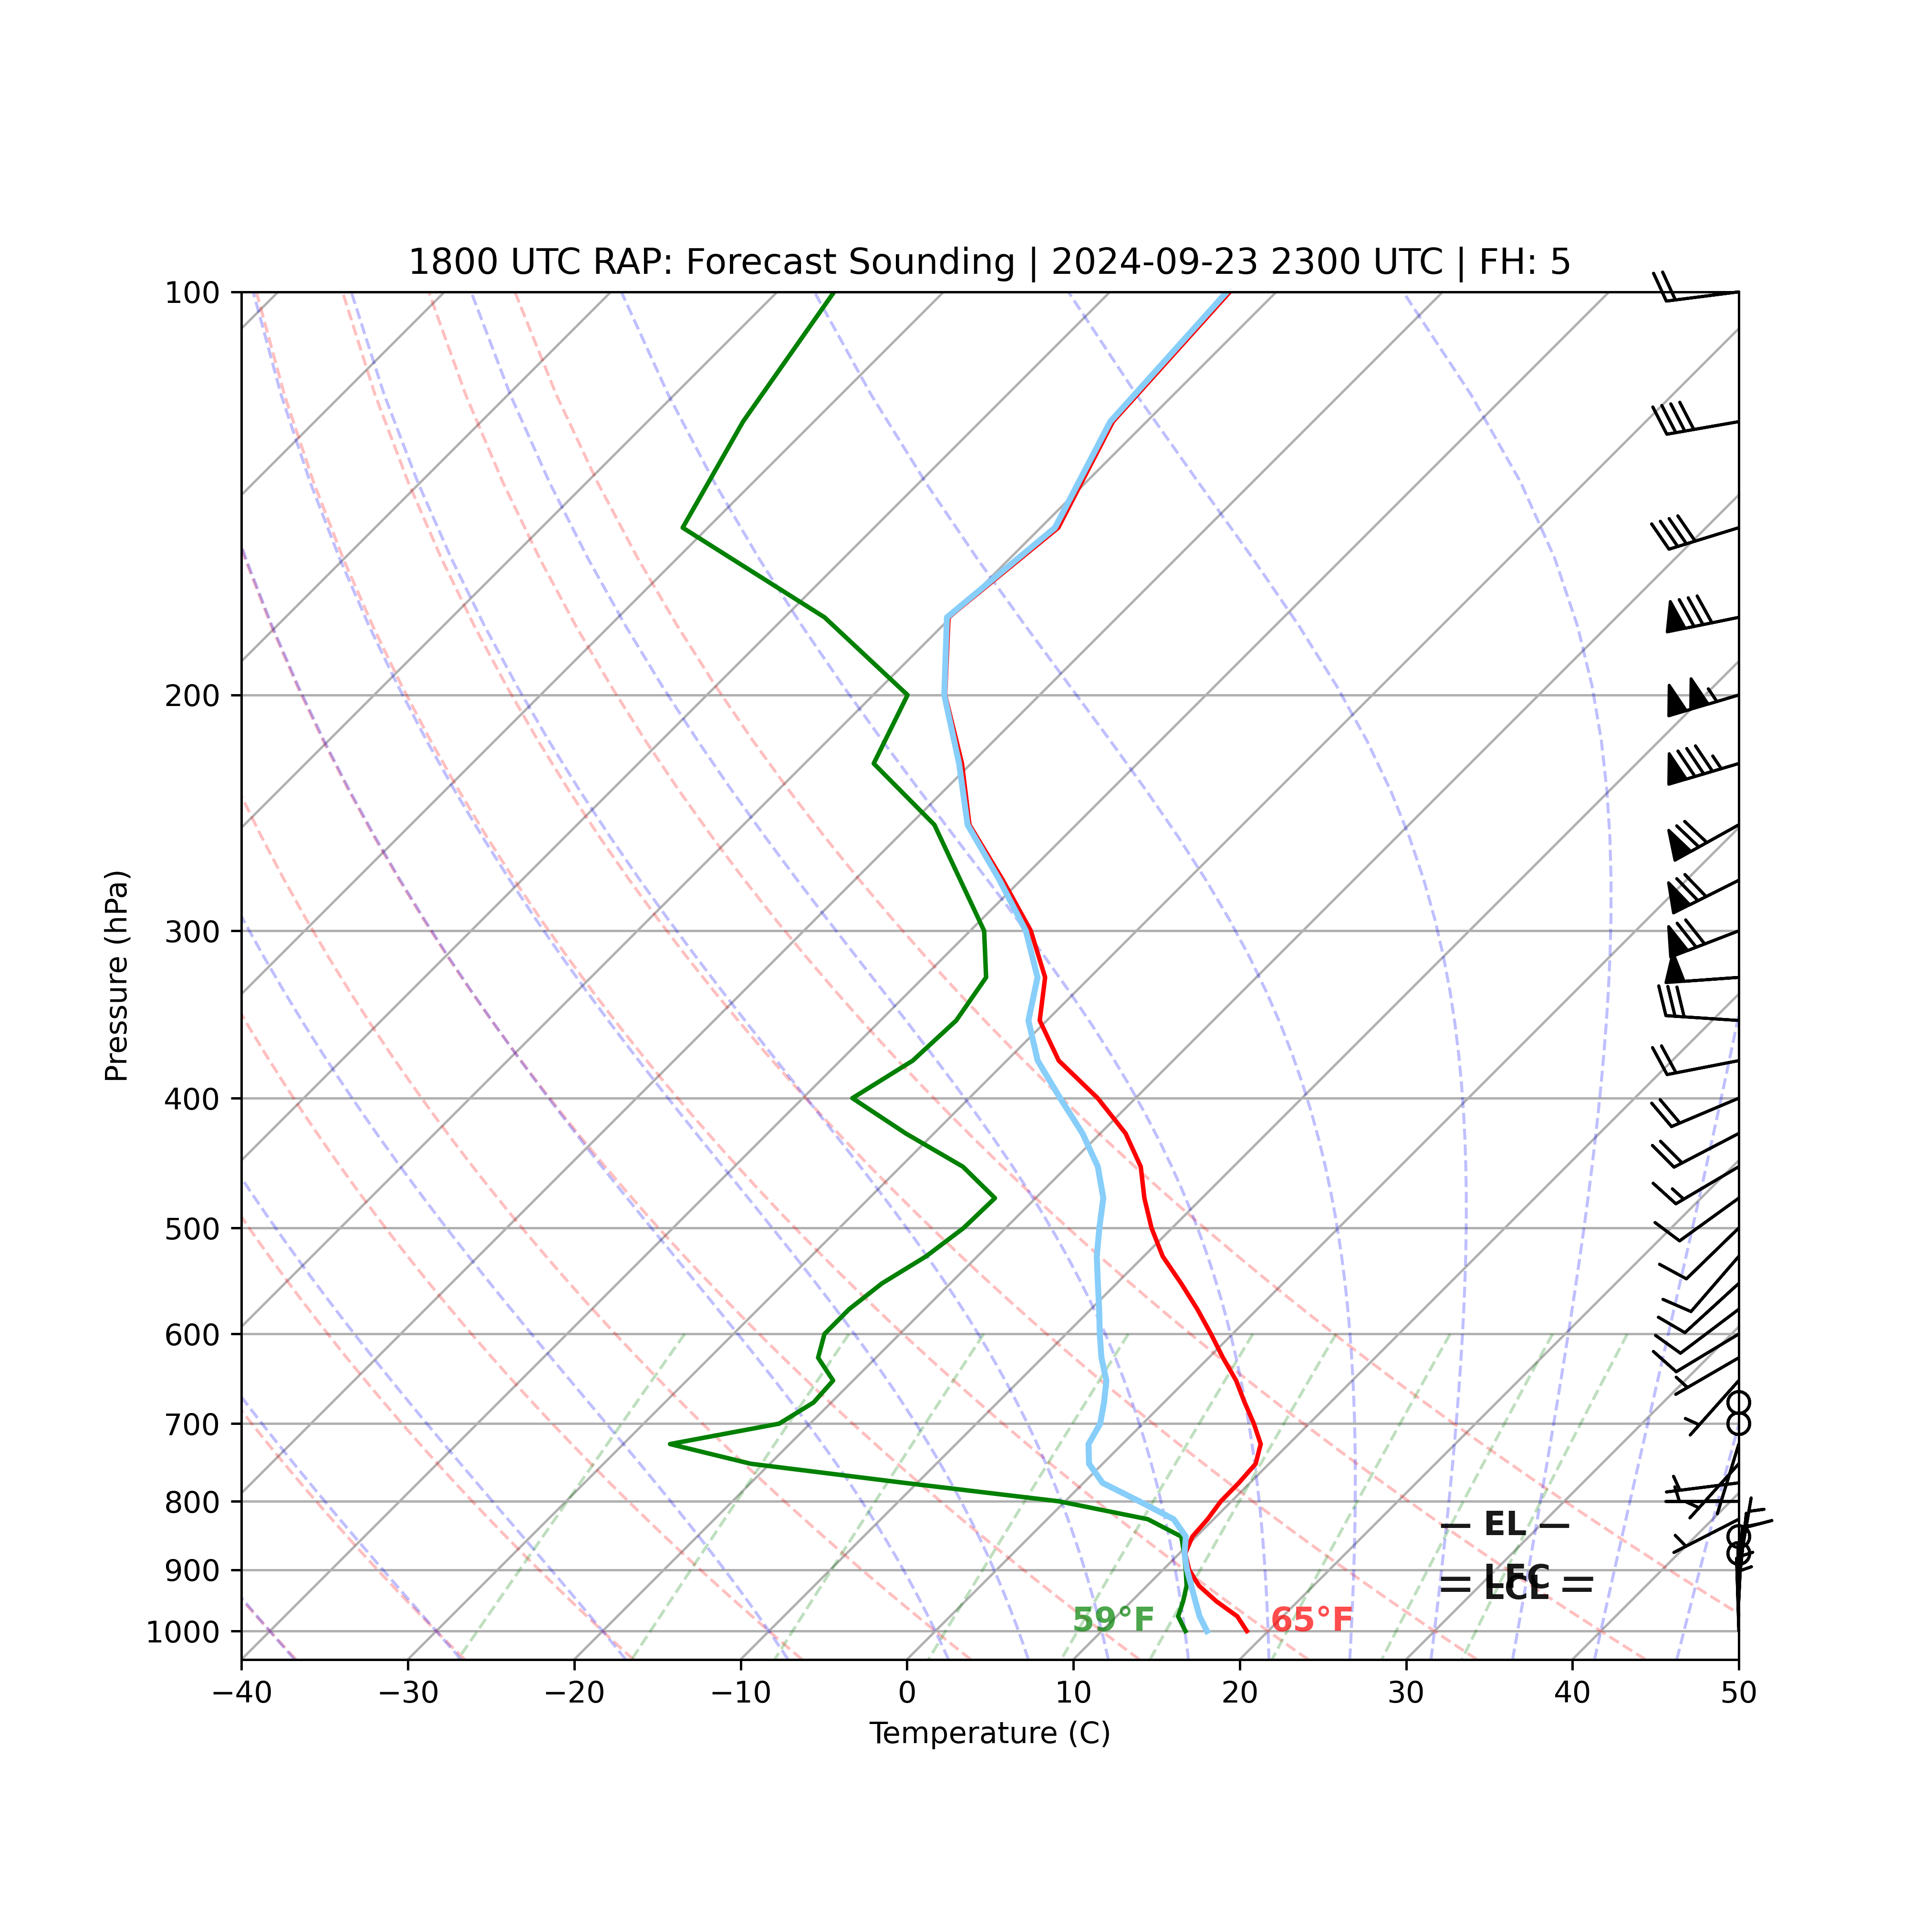 1800 UTC RAP: Forecast Sounding | 2024-09-23 2300 UTC | FH: 5
100
200
300
400
500
600
700
800
900
1000
Pressure (hPa)
— EL —
— LFC —
— LCL —
59°F
65°F
−40 −30 −20 −10 0 10 20 30 40 50
Temperature (C)